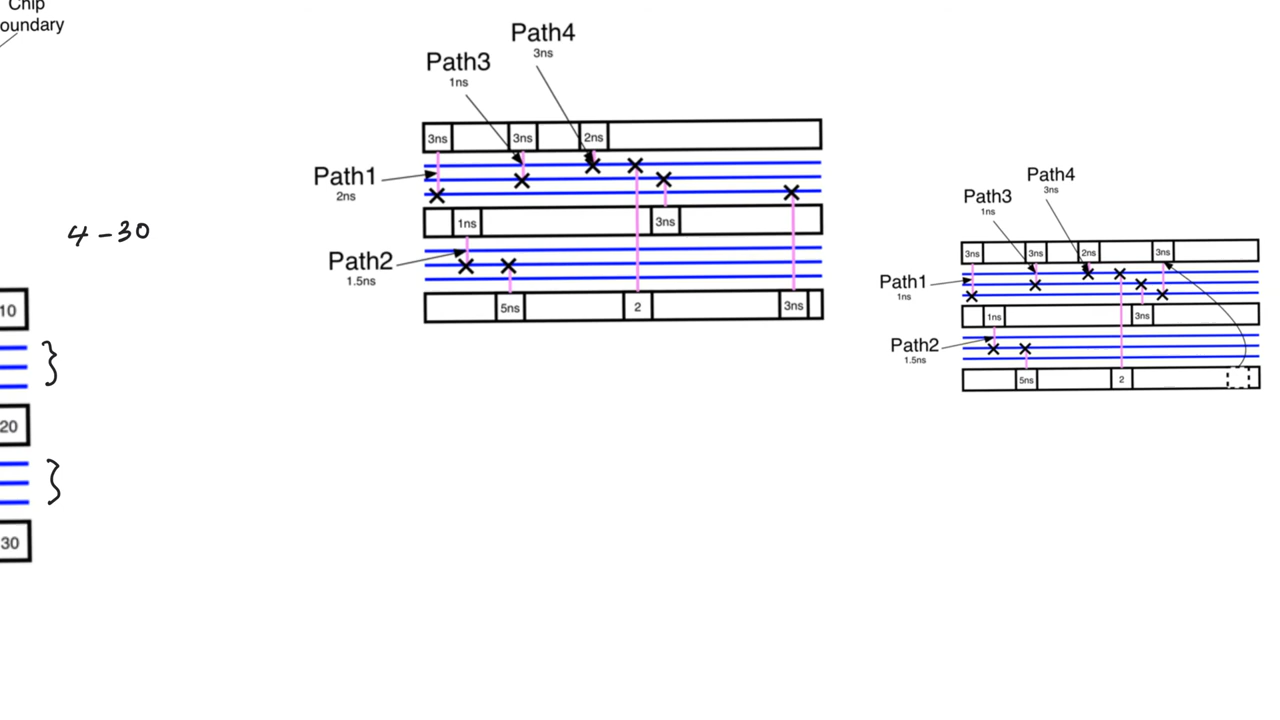 Chip
oundary
4-30
10
20
30
Path4
3ns
Path3
1ns
3ns 3ns 2ns
Path1
2ns
1ns 3ns
Path2
1.5ns
5ns 2 3ns
Path4
3ns
Path3
1ns
3ns 3ns 2ns 3ns
Path1
1ns
1ns 3ns
Path2
1.5ns
5ns 2